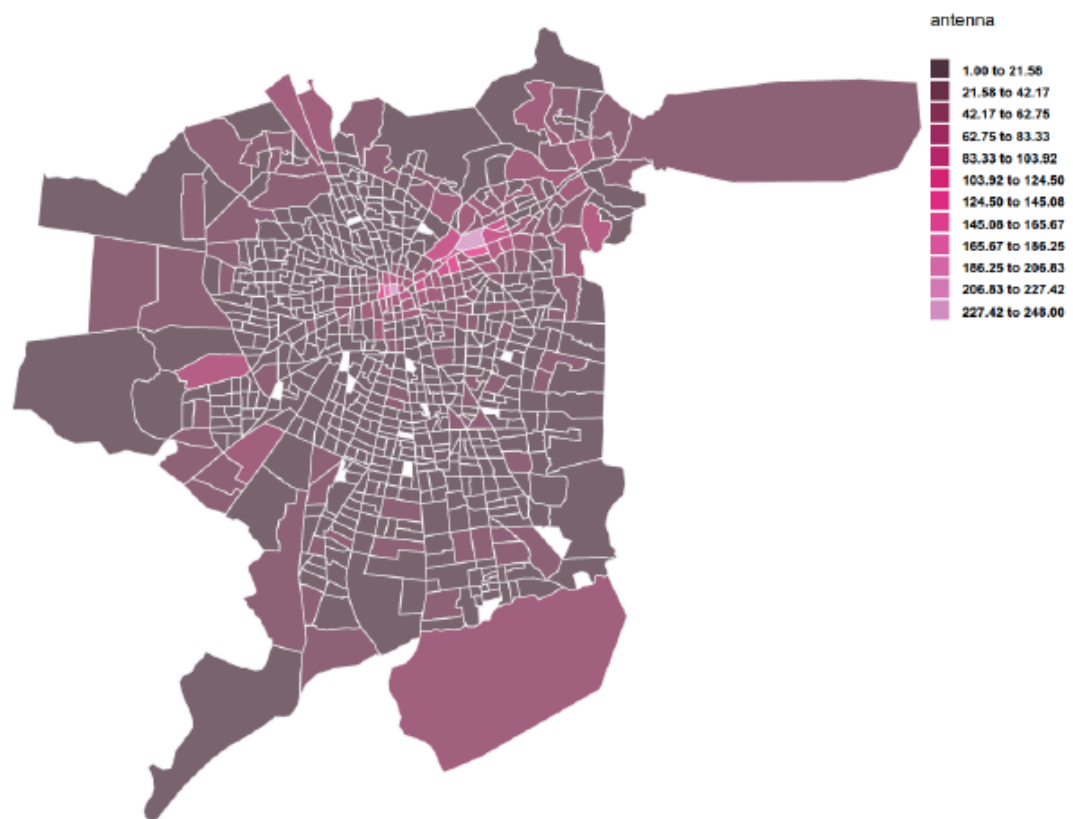 antenna
1.00 to 21.58
21.58 to 42.17
42.17 to 62.75
62.75 to 83.33
83.33 to 103.92
103.92 to 124.50
124.50 to 145.08
145.08 to 165.67
165.67 to 186.25
186.25 to 206.83
206.83 to 227.42
227.42 to 248.00